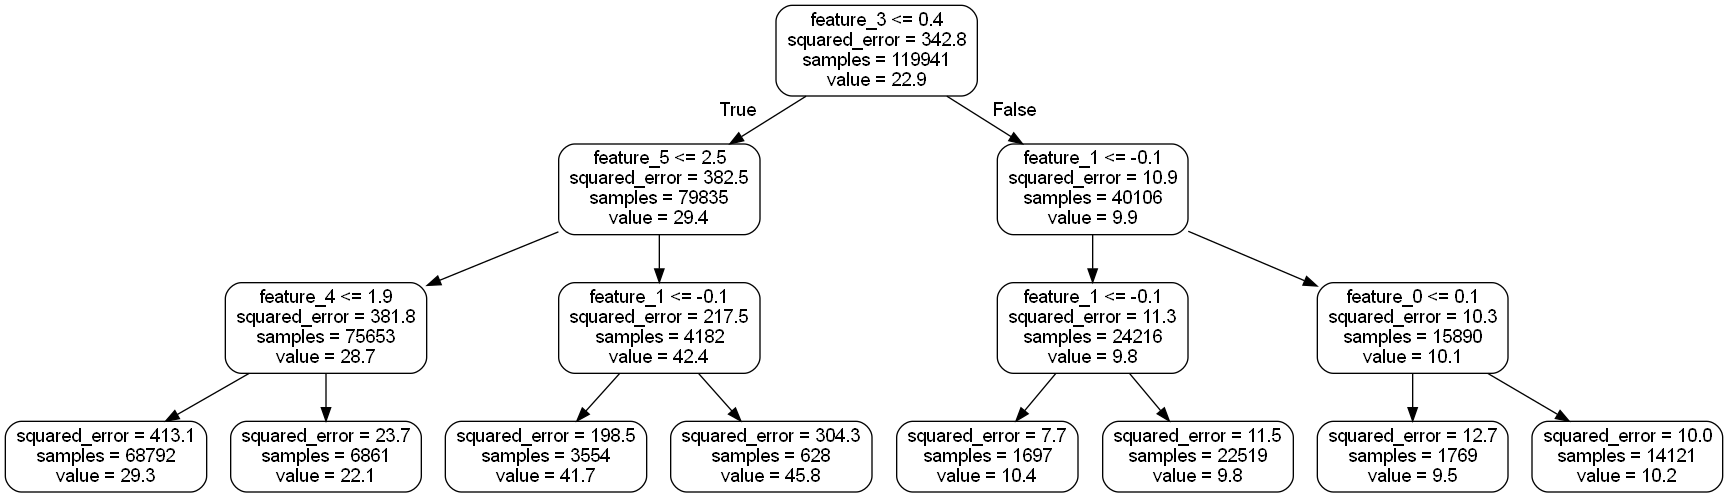 feature_3 <= 0.4
squared_error = 342.8
samples = 119941
value = 22.9
True
False
feature_5 <= 2.5
squared_error = 382.5
samples = 79835
value = 29.4
feature_1 <= -0.1
squared_error = 10.9
samples = 40106
value = 9.9
feature_4 <= 1.9
squared_error = 381.8
samples = 75653
value = 28.7
feature_1 <= -0.1
squared_error = 217.5
samples = 4182
value = 42.4
feature_1 <= -0.1
squared_error = 11.3
samples = 24216
value = 9.8
feature_0 <= 0.1
squared_error = 10.3
samples = 15890
value = 10.1
squared_error = 413.1
samples = 68792
value = 29.3
squared_error = 23.7
samples = 6861
value = 22.1
squared_error = 198.5
samples = 3554
value = 41.7
squared_error = 304.3
samples = 628
value = 45.8
squared_error = 7.7
samples = 1697
value = 10.4
squared_error = 11.5
samples = 22519
value = 9.8
squared_error = 12.7
samples = 1769
value = 9.5
squared_error = 10.0
samples = 14121
value = 10.2